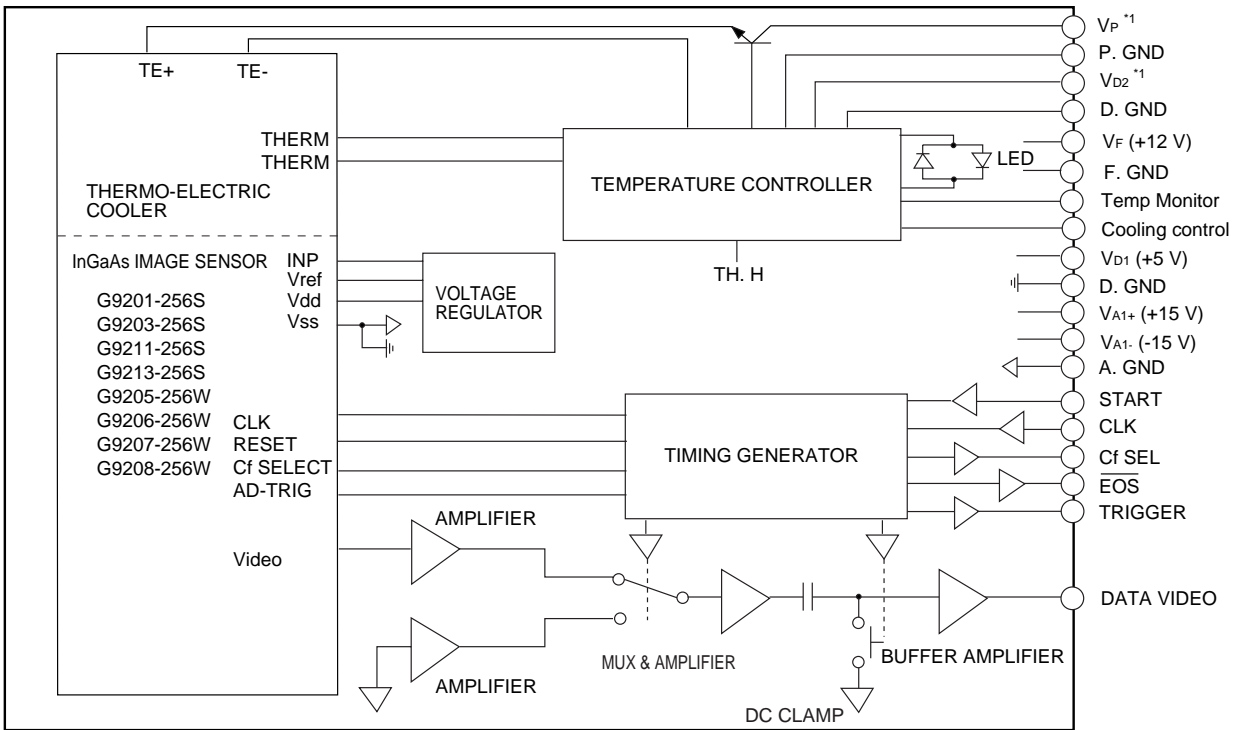 VP *1
P. GND
VD2 *1
D. GND
VF (+12 V)
F. GND
Temp Monitor
Cooling control
VD1 (+5 V)
D. GND
VA1+ (+15 V)
VA1- (-15 V)
A. GND
START
CLK
Cf SEL
EOS
TRIGGER
DATA VIDEO
TE+ TE-
THERM
THERM
THERMO-ELECTRIC
COOLER
TEMPERATURE CONTROLLER
LED
TH. H
InGaAs IMAGE SENSOR
G9201-256S
G9203-256S
G9211-256S
G9213-256S
G9205-256W
G9206-256W
G9207-256W
G9208-256W
INP
Vref
Vdd
Vss
VOLTAGE
REGULATOR
CLK
RESET
Cf SELECT
AD-TRIG
Video
TIMING GENERATOR
AMPLIFIER
AMPLIFIER
MUX & AMPLIFIER
BUFFER AMPLIFIER
DC CLAMP